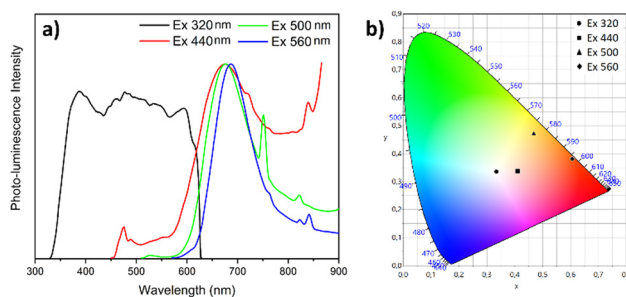 a)
Ex 320 nm
Ex 500 nm
Ex 440 nm
Ex 560 nm
Photo-luminescence Intensity
300 400 500 600 700 800 900
Wavelength (nm)
b)
0,9
0,8
0,7
0,6
0,5
0,4
0,3
0,2
0,1
0,0
y
0,0 0,1 0,2 0,3 0,4 0,5 0,6 0,7 0,8
x
520
530
510
540
550
560
500
570
580
590
600
610
620
490
480
470
460
Ex 320
Ex 440
Ex 500
Ex 560